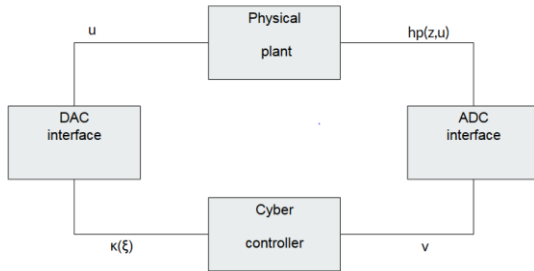 Physical
plant
u
hp(z,u)
DAC
interface
ADC
interface
Cyber
controller
κ(ξ)
v